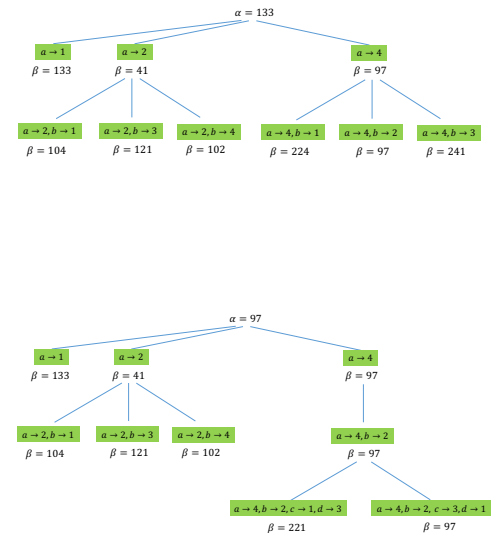 α = 133
a → 1 a → 2 a → 4
β = 133 β = 41 β = 97
a → 2, b → 1 a → 2, b → 3 a → 2, b → 4 a → 4, b → 1 a → 4, b → 2 a → 4, b → 3
β = 104 β = 121 β = 102 β = 224 β = 97 β = 241
α = 97
a → 1 a → 2 a → 4
β = 133 β = 41 β = 97
a → 2, b → 1 a → 2, b → 3 a → 2, b → 4 a → 4, b → 2
β = 104 β = 121 β = 102 β = 97
a → 4, b → 2, c → 1, d → 3 a → 4, b → 2, c → 3, d → 1
β = 221 β = 97